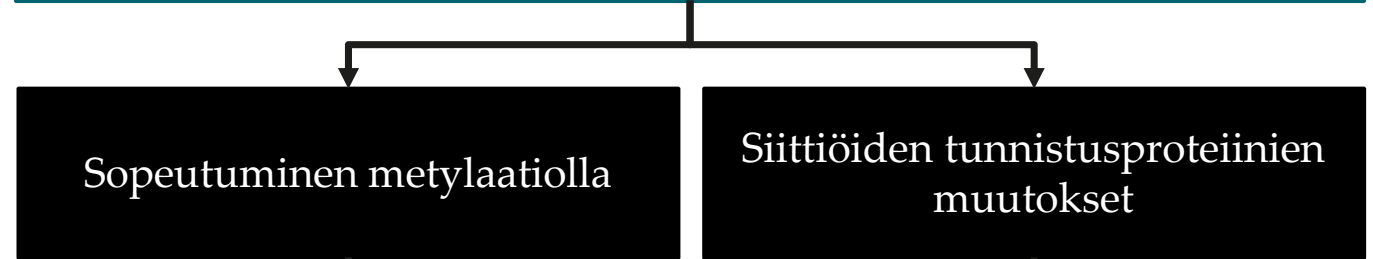 Sopeutuminen metylaatiolla
Siittiöiden tunnistusproteiinien
muutokset